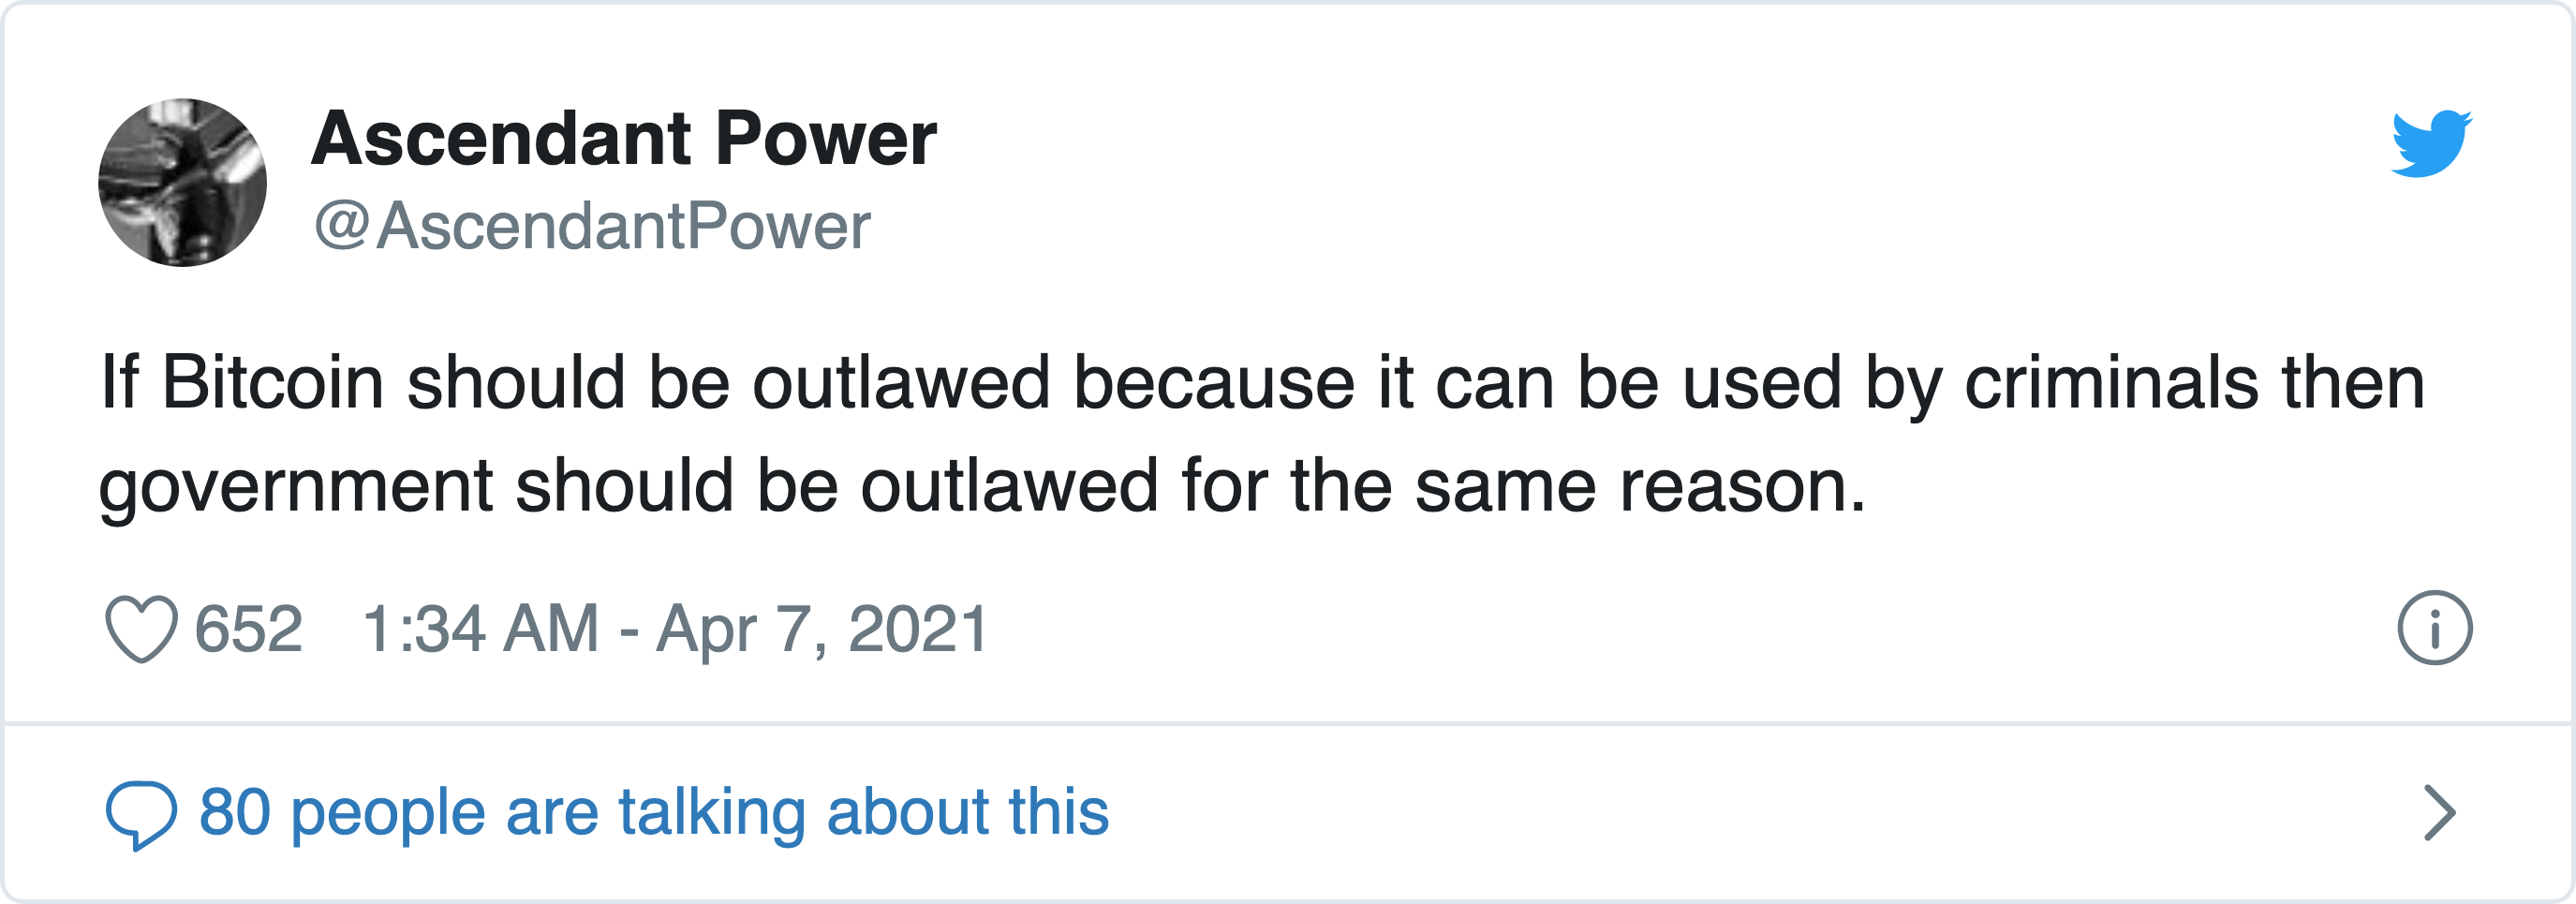 Ascendant Power
@AscendantPower
If Bitcoin should be outlawed because it can be used by criminals then
government should be outlawed for the same reason.
652 1:34 AM - Apr 7, 2021
80 people are talking about this